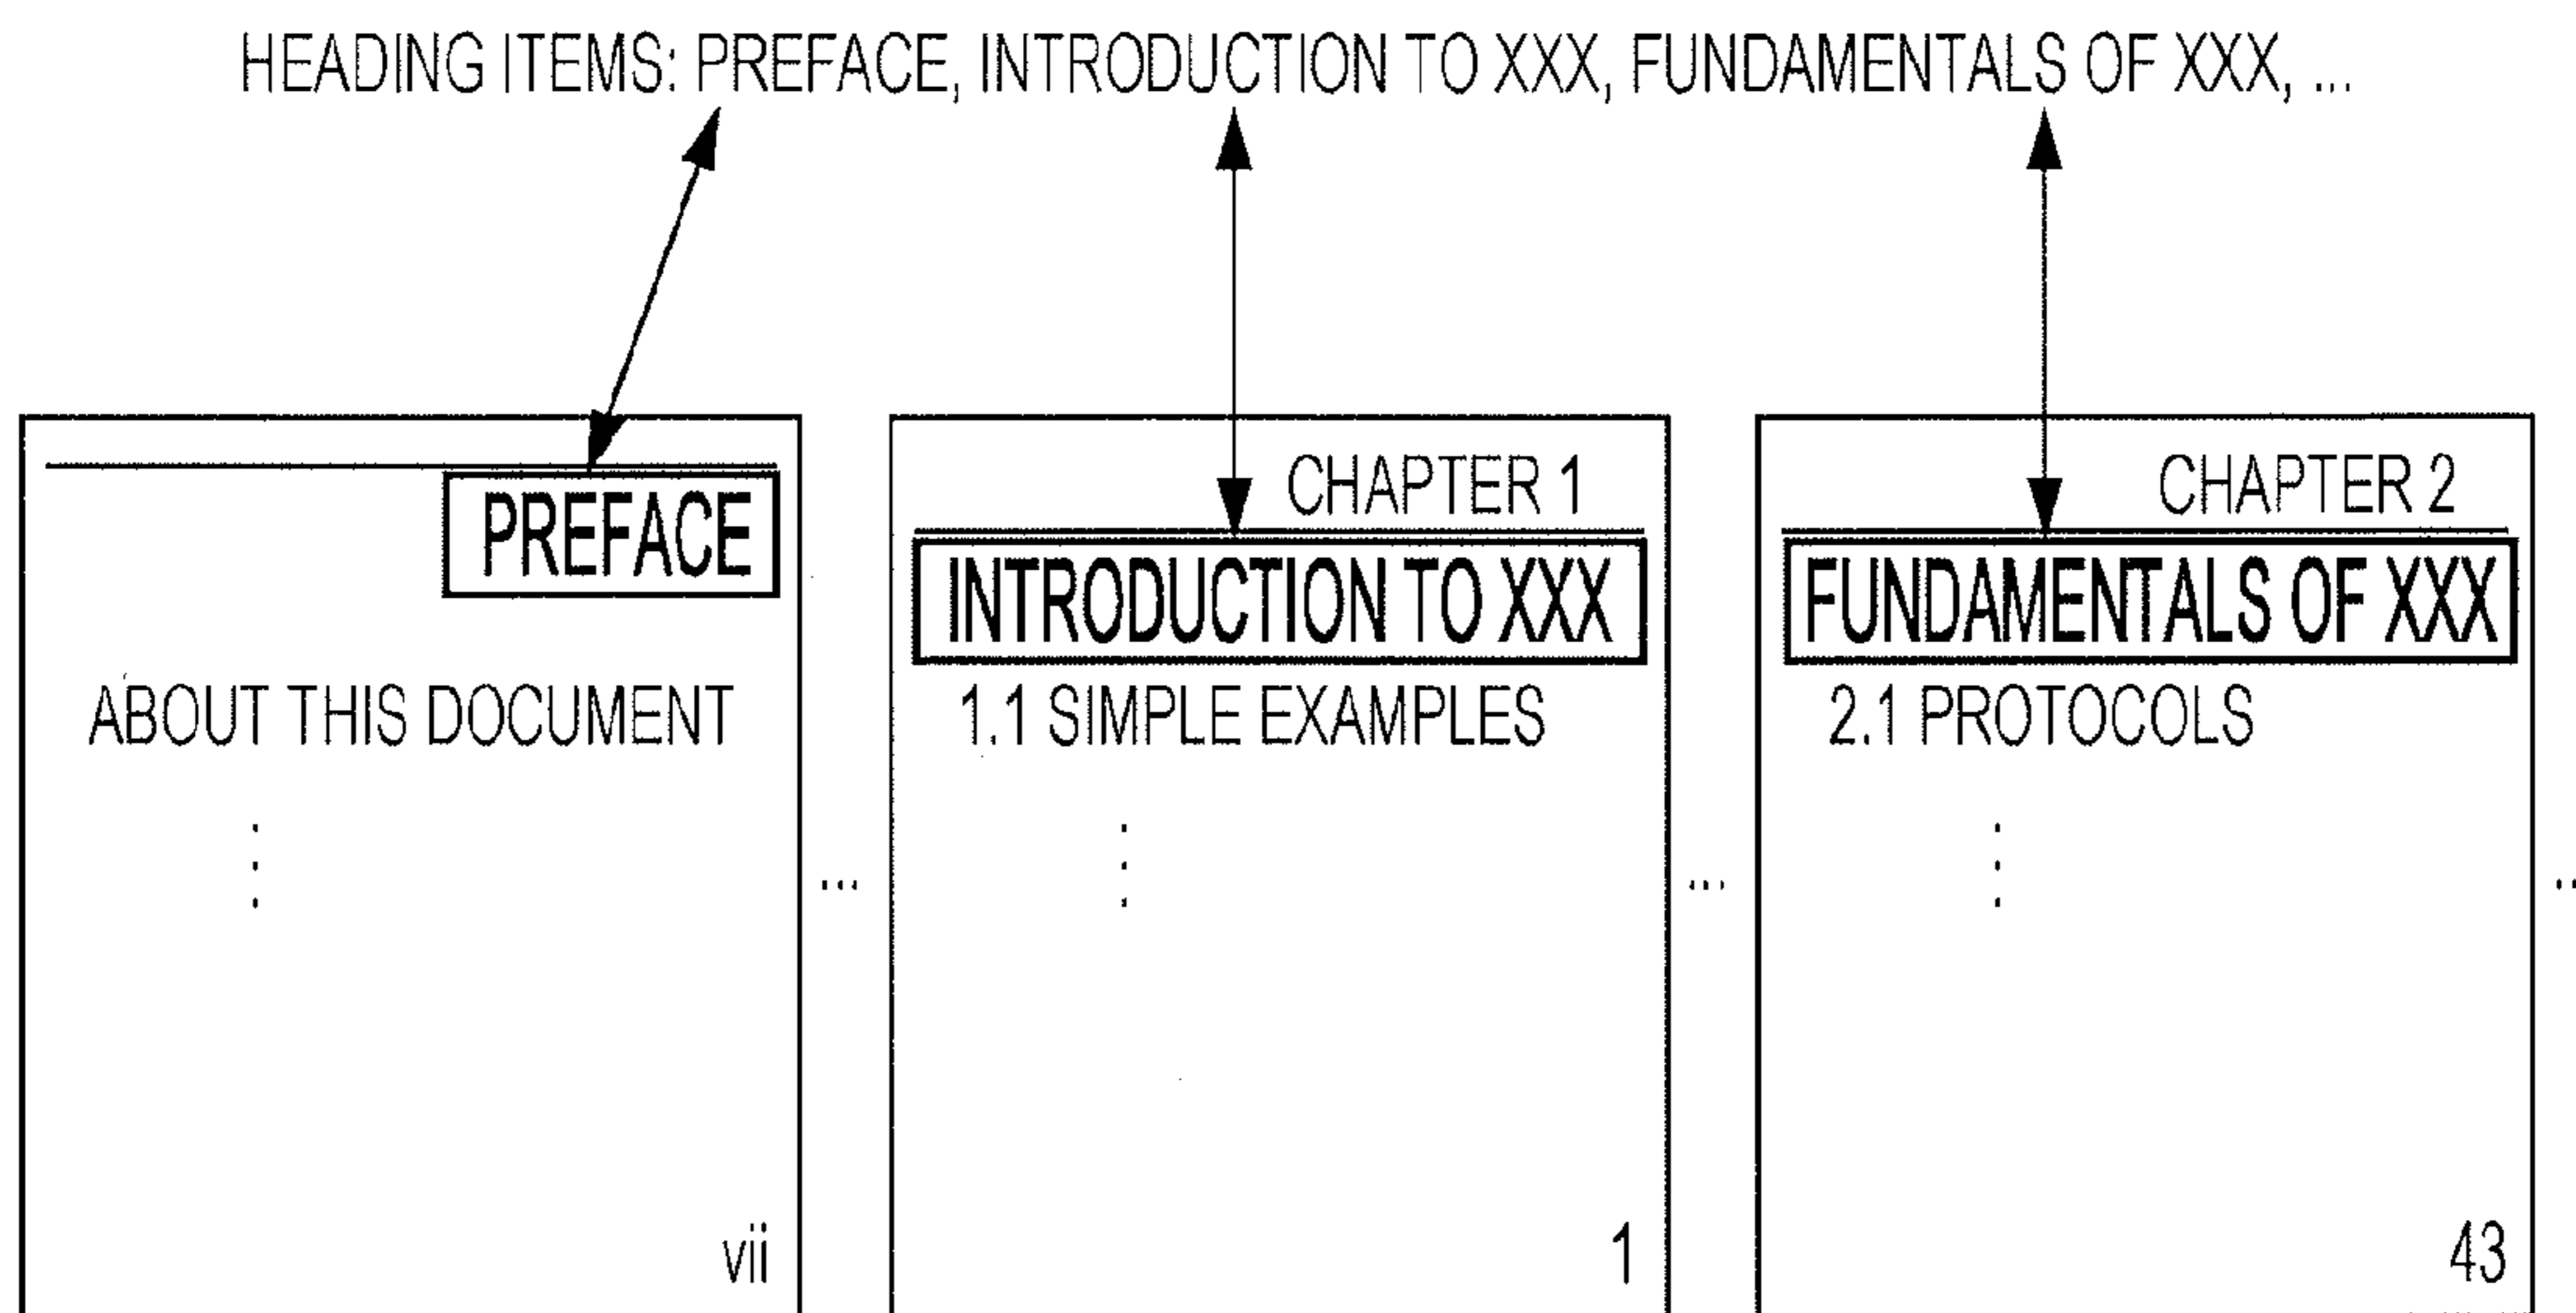 HEADING ITEMS: PREFACE, INTRODUCTION TO XXX, FUNDAMENTALS OF XXX, ...
PREFACE
ABOUT THIS DOCUMENT
vii
CHAPTER 1
INTRODUCTION TO XXX
1.1 SIMPLE EXAMPLES
1
CHAPTER 2
FUNDAMENTALS OF XXX
2.1 PROTOCOLS
43